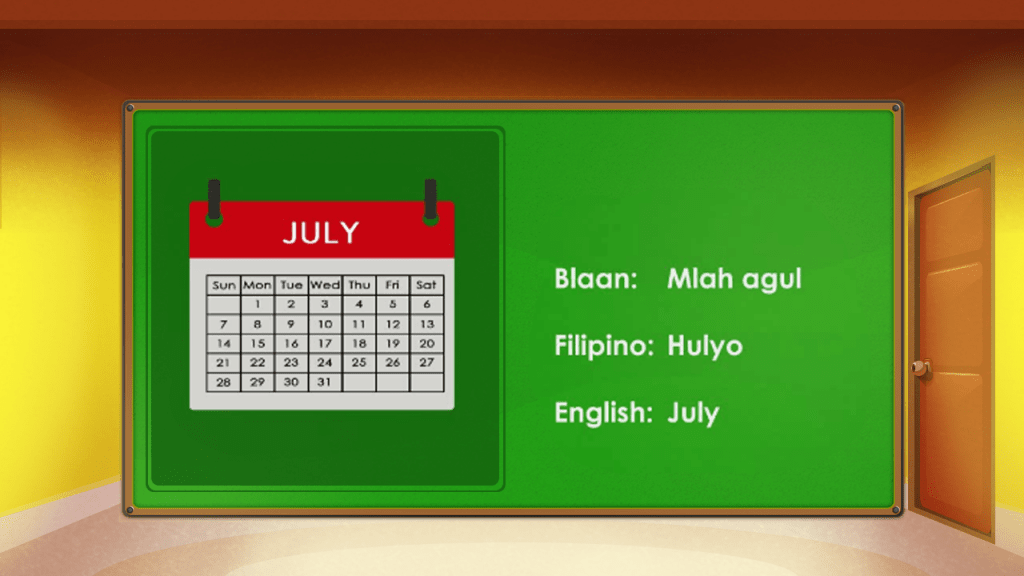 JULY
Sun Mon Tue Wed Thu Fri Sat
1 2 3 4 5 6
7 8 9 10 11 12 13
14 15 16 17 18 19 20
21 22 23 24 25 26 27
28 29 30 31
Blaan: Mlah agul
Filipino: Hulyo
English: July